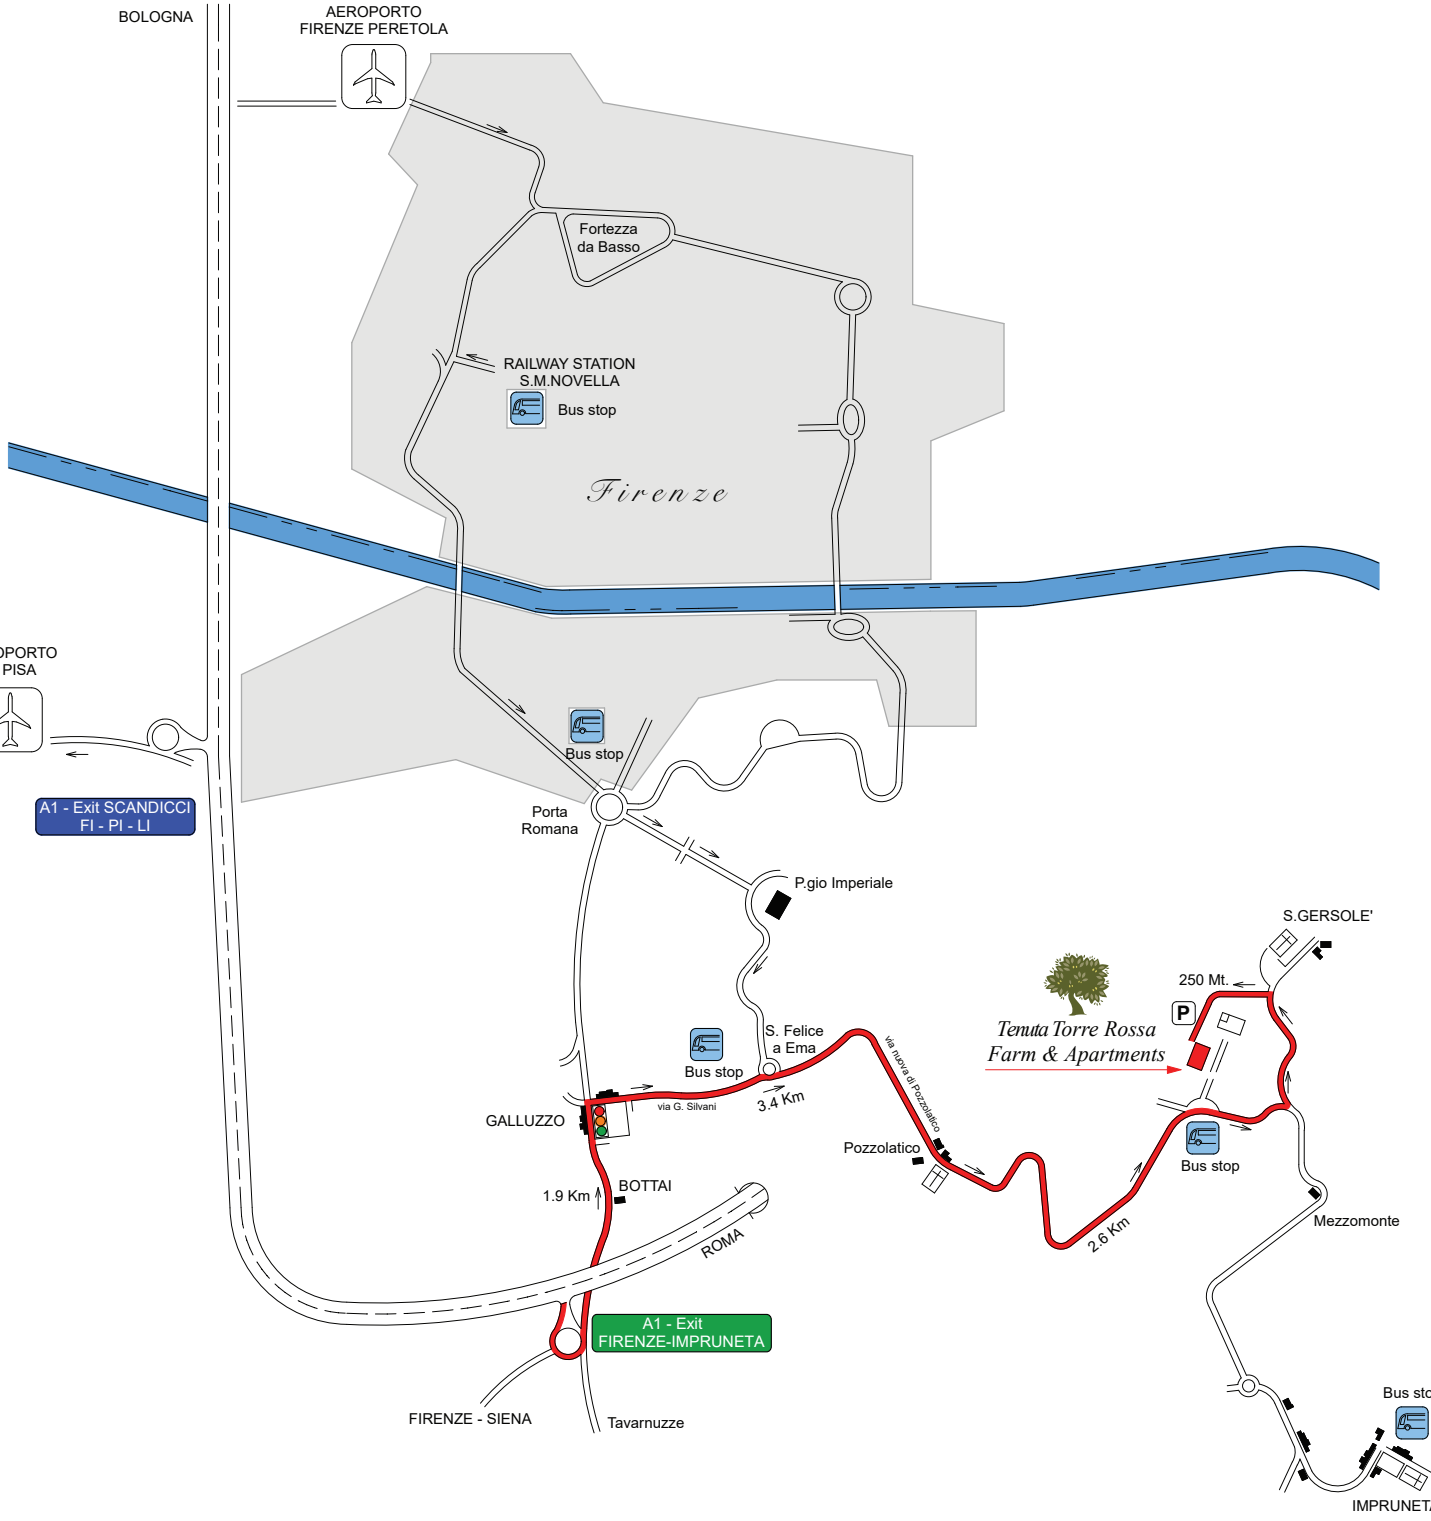 BOLOGNA
AEROPORTO
FIRENZE PERETOLA
Fortezza
da Basso
RAILWAY STATION
S.M.NOVELLA
Bus stop
Firenze
OPORTO
PISA
Bus stop
A1 - Exit SCANDICCI
FI - PI - LI
Porta
Romana
P.gio Imperiale
S.GERSOLE'
250 Mt.
P
Tenuta Torre Rossa
Farm & Apartments
S. Felice
a Ema
Bus stop
via nuova di Pozzolatico
3.4 Km
via G. Silvani
GALLUZZO
Pozzolatico
Bus stop
BOTTAI
1.9 Km
Mezzomonte
2.6 Km
ROMA
A1 - Exit
FIRENZE-IMPRUNETA
FIRENZE - SIENA
Tavarnuzze
Bus sto
IMPRUNETA